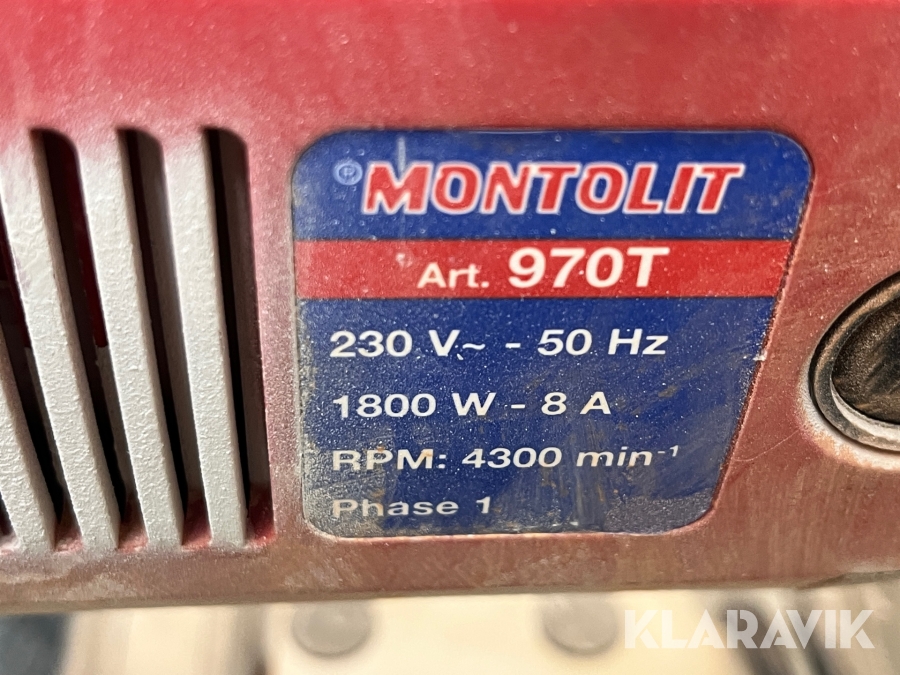 ® MONTOLIT
Art. 970T
230 V~ - 50 Hz
1800 W - 8 A
RPM: 4300 min⁻¹
Phase 1
KLARAVIK